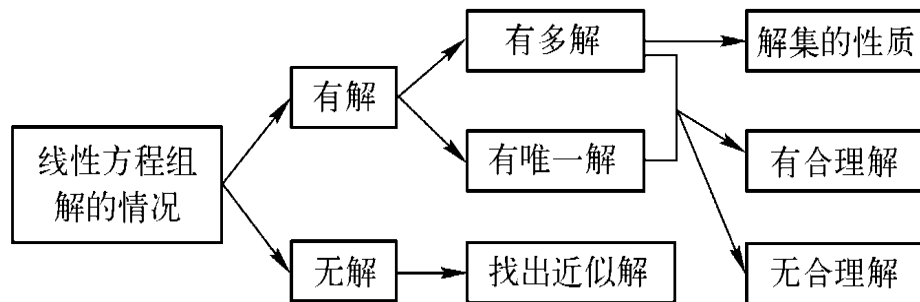 线性方程组
解的情况
有解
无解
有多解
有唯一解
找出近似解
解集的性质
有合理解
无合理解